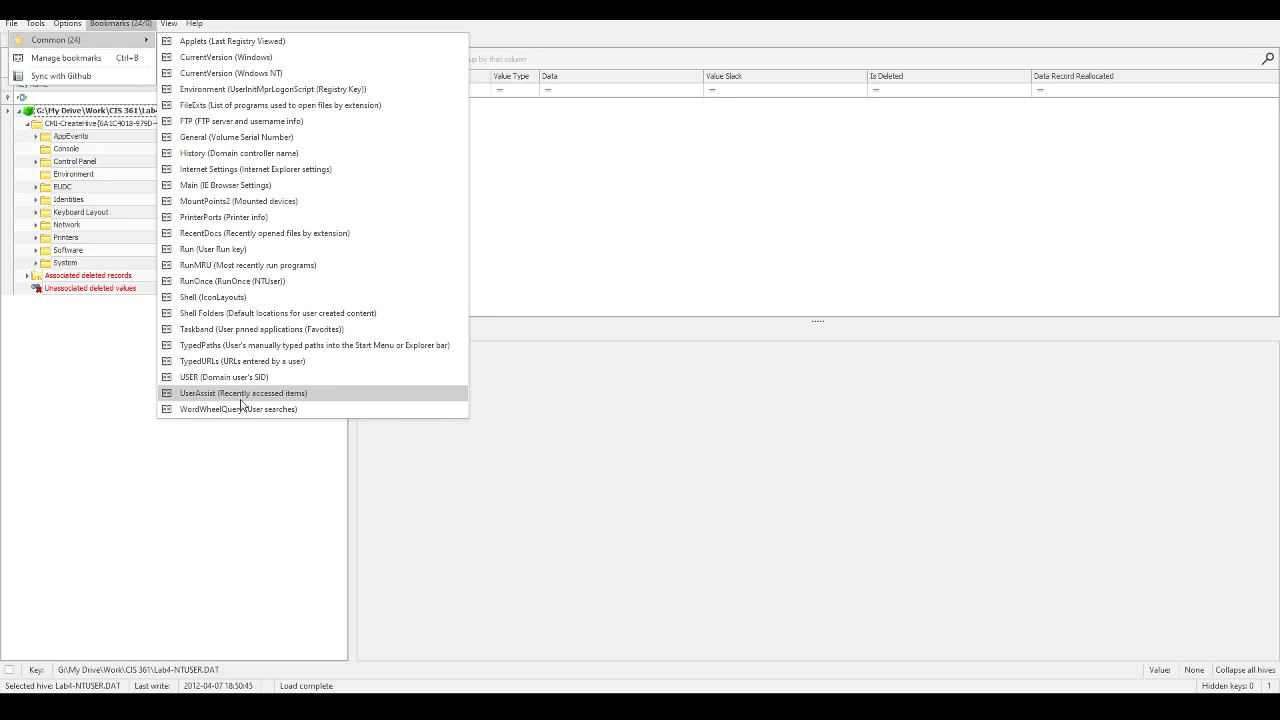 File Tools Options Bookmarks (24/0) View Help
Common (24)
Manage bookmarks Ctrl+B
Sync with Github
Applets (Last Registry Viewed)
CurrentVersion (Windows)
CurrentVersion (Windows NT)
Environment (UserInitMprLogonScript (Registry Key))
FileExts (List of programs used to open files by extension)
FTP (FTP server and username info)
General (Volume Serial Number)
History (Domain controller name)
Internet Settings (Internet Explorer settings)
Main (IE Browser Settings)
MountPoints2 (Mounted devices)
PrinterPorts (Printer info)
RecentDocs (Recently opened files by extension)
Run (User Run key)
RunMRU (Most recently run programs)
RunOnce (RunOnce (NTUser))
Shell (IconLayouts)
Shell Folders (Default locations for user created content)
Taskband (User pnned applications (Favorites))
TypedPaths (User's manually typed paths into the Start Menu or Explorer bar)
TypedURLs (URLs entered by a user)
USER (Domain user's SID)
UserAssist (Recently accessed items)
WordWheelQuery (User searches)
up by that column
Value Type Data Value Slack Is Deleted Data Record Reallocated
= = = = =
G:\My Drive\Work\CIS 361\Lab4
CMI-CreateHive{6A1C4018-979D-
AppEvents
Console
Control Panel
Environment
EUDC
Identities
Keyboard Layout
Network
Printers
Software
System
Associated deleted records
Unassociated deleted values
Key: G:\My Drive\Work\CIS 361\Lab4-NTUSER.DAT Value: None Collapse all hives
Selected hive: Lab4-NTUSER.DAT Last write: 2012-04-07 18:50:45 Load complete Hidden keys: 0 1